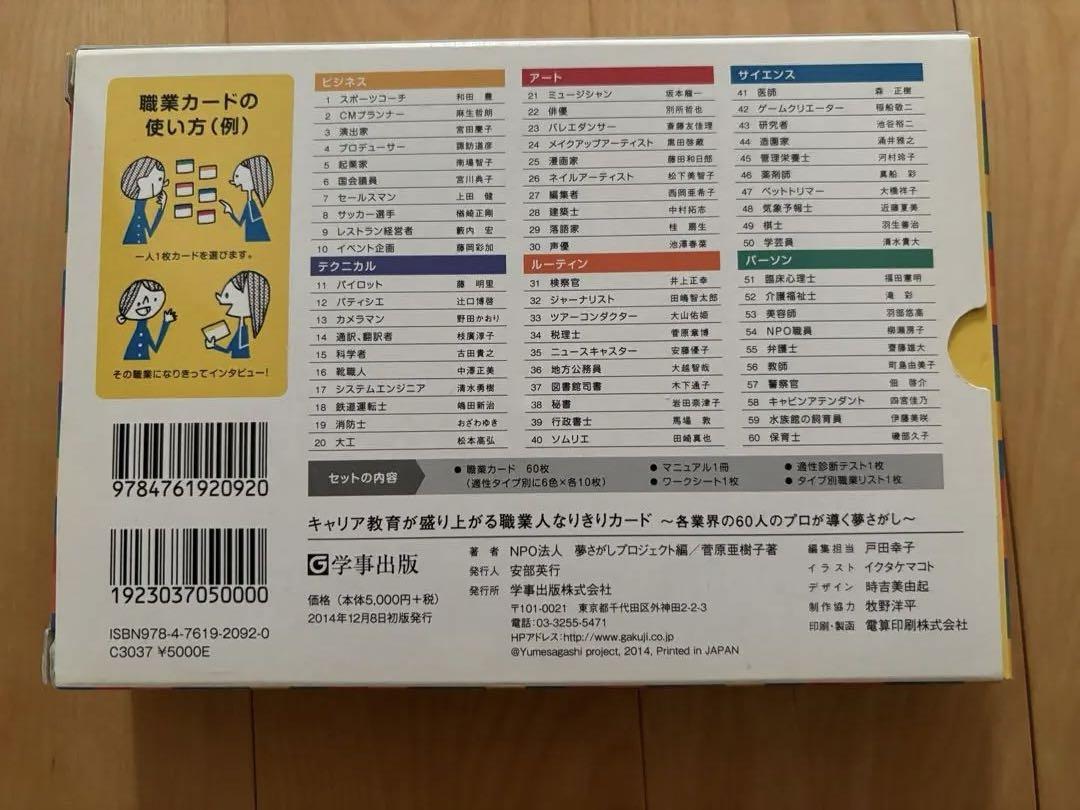 職業カードの
使い方(例)
一人1枚カードを選びます。
その職業になりきってインタビュー!
ビジネス
1 スポーツコーチ 和田 豊
2 CMプランナー 麻生哲朗
3 演出家 宮田慶子
4 プロデューサー 諏訪道彦
5 起業家 南場智子
6 国会議員 宮川典子
7 セールスマン 上田 健
8 サッカー選手 楢崎正剛
9 レストラン経営者 藪内 宏
10 イベント企画 藤岡彩加
テクニカル
11 パイロット 藤 明里
12 パティシエ 辻口博啓
13 カメラマン 野田かおり
14 通訳、翻訳者 枝廣淳子
15 科学者 古田貴之
16 靴職人 中澤正美
17 システムエンジニア 清水勇樹
18 鉄道運転士 嶋田新治
19 消防士 おざわゆき
20 大工 松本高弘
アート
21 ミュージシャン 坂本龍一
22 俳優 別所哲也
23 バレエダンサー 斎藤友佳理
24 メイクアップアーティスト 黒田啓蔵
25 漫画家 藤田和日郎
26 ネイルアーティスト 松下美智子
27 編集者 西岡亜希子
28 建築士 中村拓志
29 落語家 桂 扇生
30 声優 池澤春菜
ルーティン
31 検察官 井上正幸
32 ジャーナリスト 田嶋智太郎
33 ツアーコンダクター 大山佑姫
34 税理士 菅原章博
35 ニュースキャスター 安藤優子
36 地方公務員 大越智哉
37 図書館司書 木下通子
38 秘書 岩田奈津子
39 行政書士 馬場 敦
40 ソムリエ 田崎真也
サイエンス
41 医師 森 正樹
42 ゲームクリエーター 稲船敬二
43 研究者 池谷裕二
44 造園家 涌井雅之
45 管理栄養士 河村玲子
46 薬剤師 真船 彩
47 ペットトリマー 大橋祥子
48 気象予報士 近藤夏美
49 棋士 羽生善治
50 学芸員 清水貴大
パーソン
51 臨床心理士 福田憲明
52 介護福祉士 滝 彩
53 美容師 羽部悠高
54 NPO職員 柳瀬房子
55 弁護士 齋藤雄大
56 教師 町島由美子
57 警察官 佃 啓介
58 キャビンアテンダント 四宮佳乃
59 水族館の飼育員 伊藤美咲
60 保育士 磯部久子
セットの内容
● 職業カード 60枚
(適性タイプ別に6色×各10枚)
● マニュアル1冊
● ワークシート1枚
● 適性診断テスト1枚
● タイプ別職業リスト1枚
9784761920920
1923037050000
ISBN978-4-7619-2092-0
C3037 ¥5000E
キャリア教育が盛り上がる職業人なりきりカード 〜各業界の60人のプロが導く夢さがし〜
G学事出版
価格(本体5,000円+税)
2014年12月8日初版発行
著者 NPO法人 夢さがしプロジェクト編/菅原亜樹子著
発行人 安部英行
発行所 学事出版株式会社
〒101-0021 東京都千代田区外神田2-2-3
電話:03-3255-5471
HPアドレス:http://www.gakuji.co.jp
@Yumesagashi project, 2014, Printed in JAPAN
編集担当 戸田幸子
イラスト イクタケマコト
デザイン 時吉美由起
制作協力 牧野洋平
印刷・製函 電算印刷株式会社